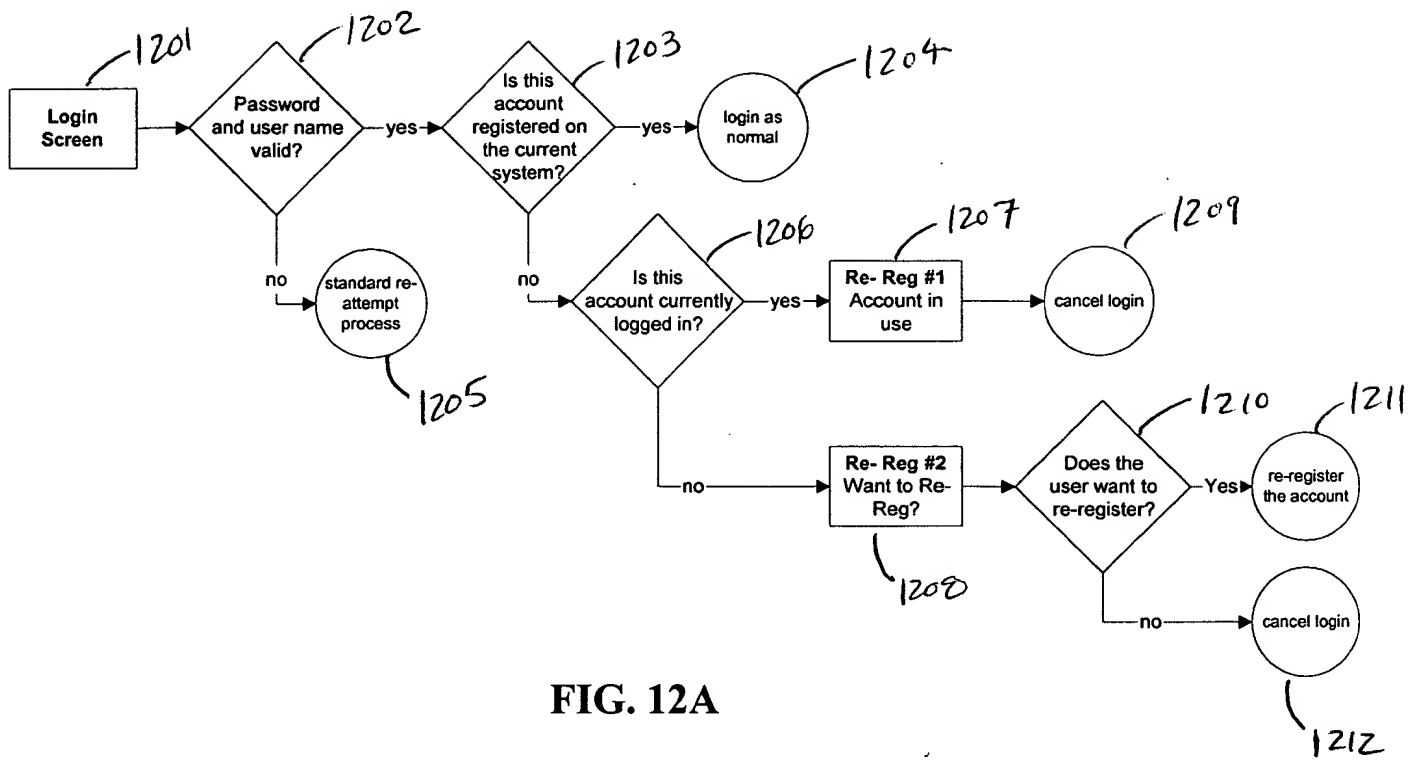 1201
1202
1203
1204
Login
Screen
Password
and user name
valid?
yes
Is this
account
registered on
the current
system?
yes
login as
normal
no
standard re-
attempt
process
1205
no
1206
Is this
account currently
logged in?
yes
1207
Re- Reg #1
Account in
use
1209
cancel login
no
Re- Reg #2
Want to Re-
Reg?
1208
1210
Does the
user want to
re-register?
Yes
1211
re-register
the account
no
cancel login
1212
FIG. 12A